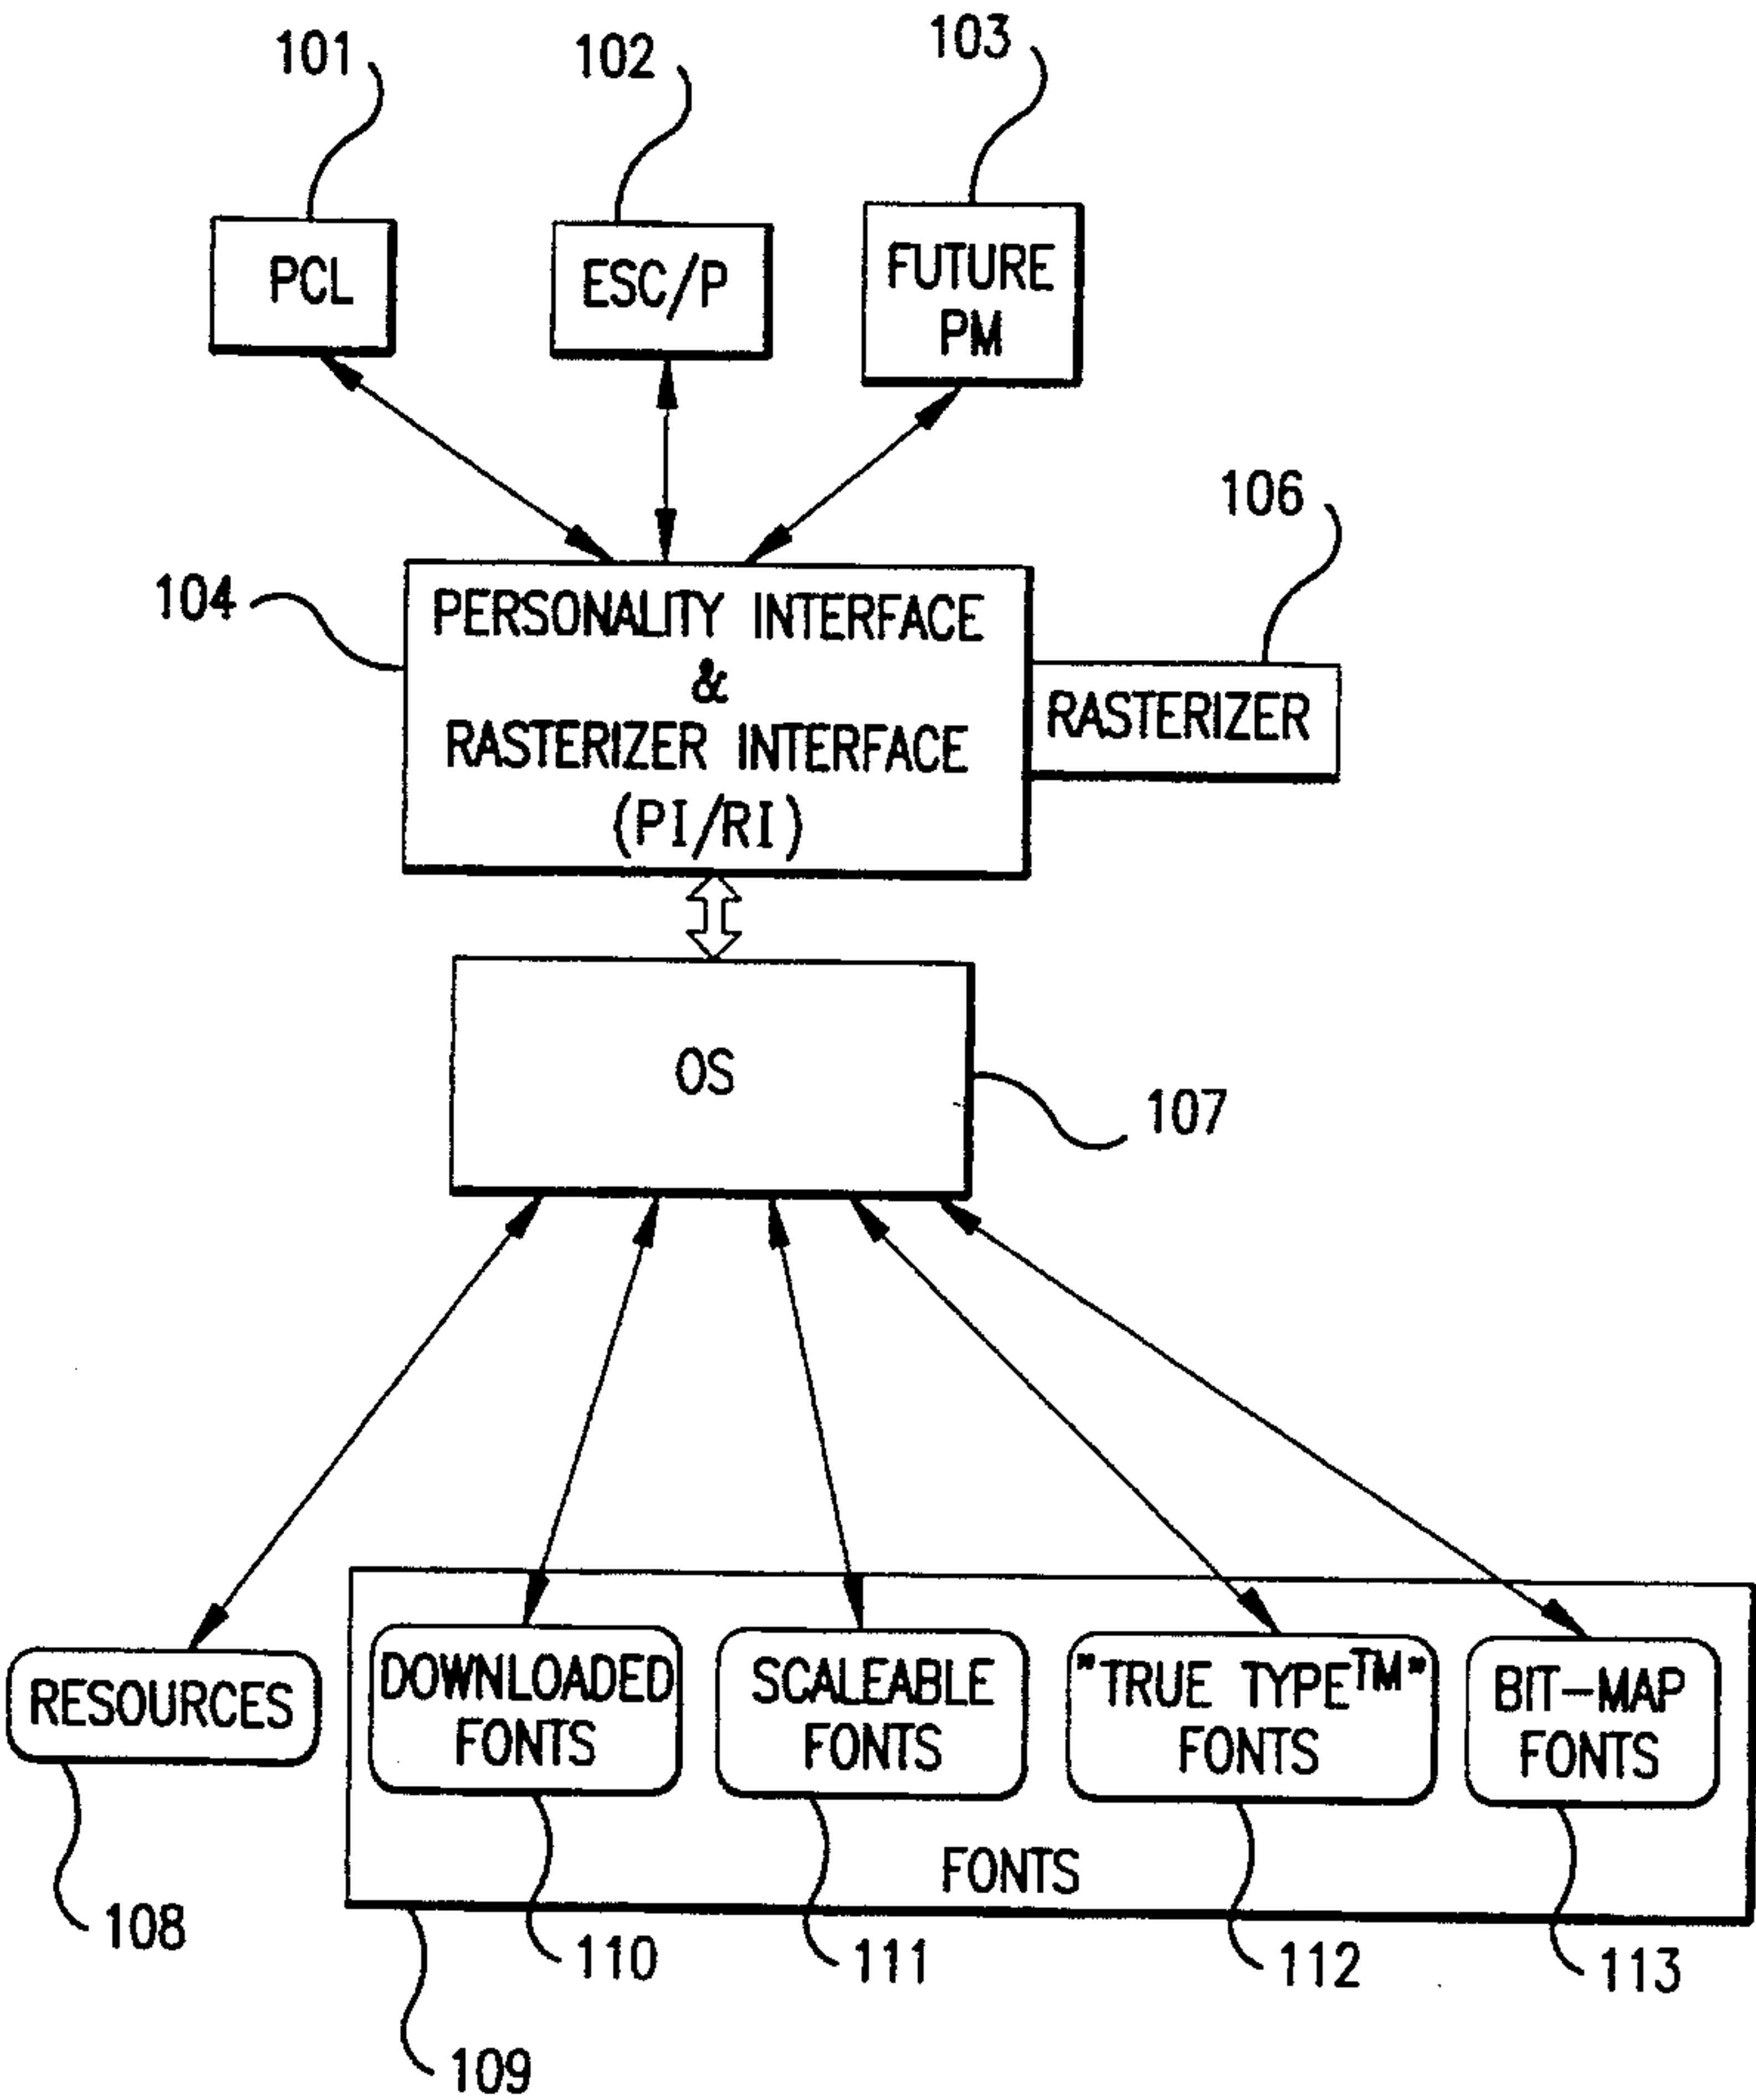 101
102
103
PCL
ESC/P
FUTURE
PM
106
104
PERSONALITY INTERFACE
&
RASTERIZER INTERFACE
(PI/RI)
RASTERIZER
OS
107
RESOURCES
DOWNLOADED
FONTS
SCALEABLE
FONTS
"TRUE TYPE™"
FONTS
BIT-MAP
FONTS
FONTS
108
110
111
112
113
109